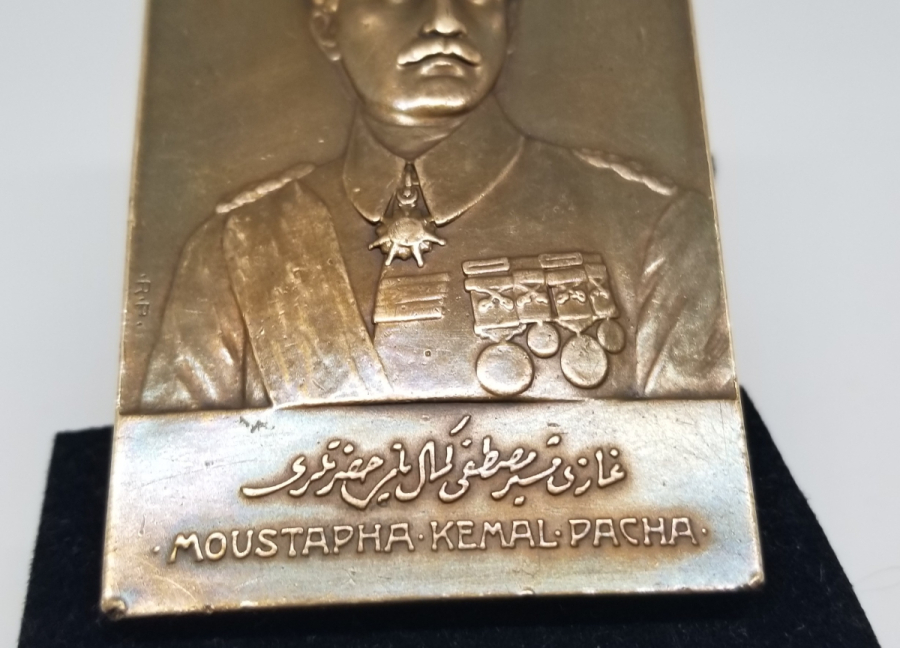 غازی مشیر مصطفی کمال پاشا حضرتلری
·MOUSTAPHA·KEMAL·PACHA·